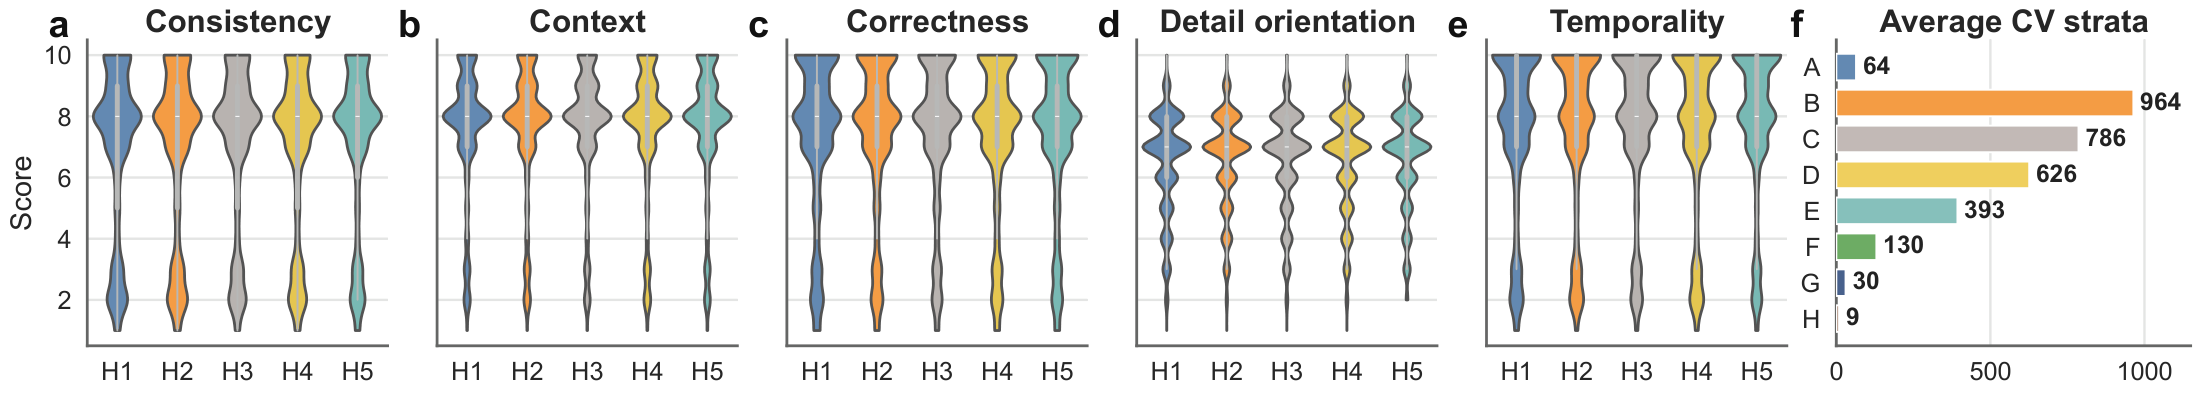 a Consistency
b Context
c Correctness
d Detail orientation
e Temporality
f Average CV strata
Score
10
8
6
4
2
H1 H2 H3 H4 H5
H1 H2 H3 H4 H5
H1 H2 H3 H4 H5
H1 H2 H3 H4 H5
H1 H2 H3 H4 H5
A 64
B 964
C 786
D 626
E 393
F 130
G 30
H 9
0 500 1000